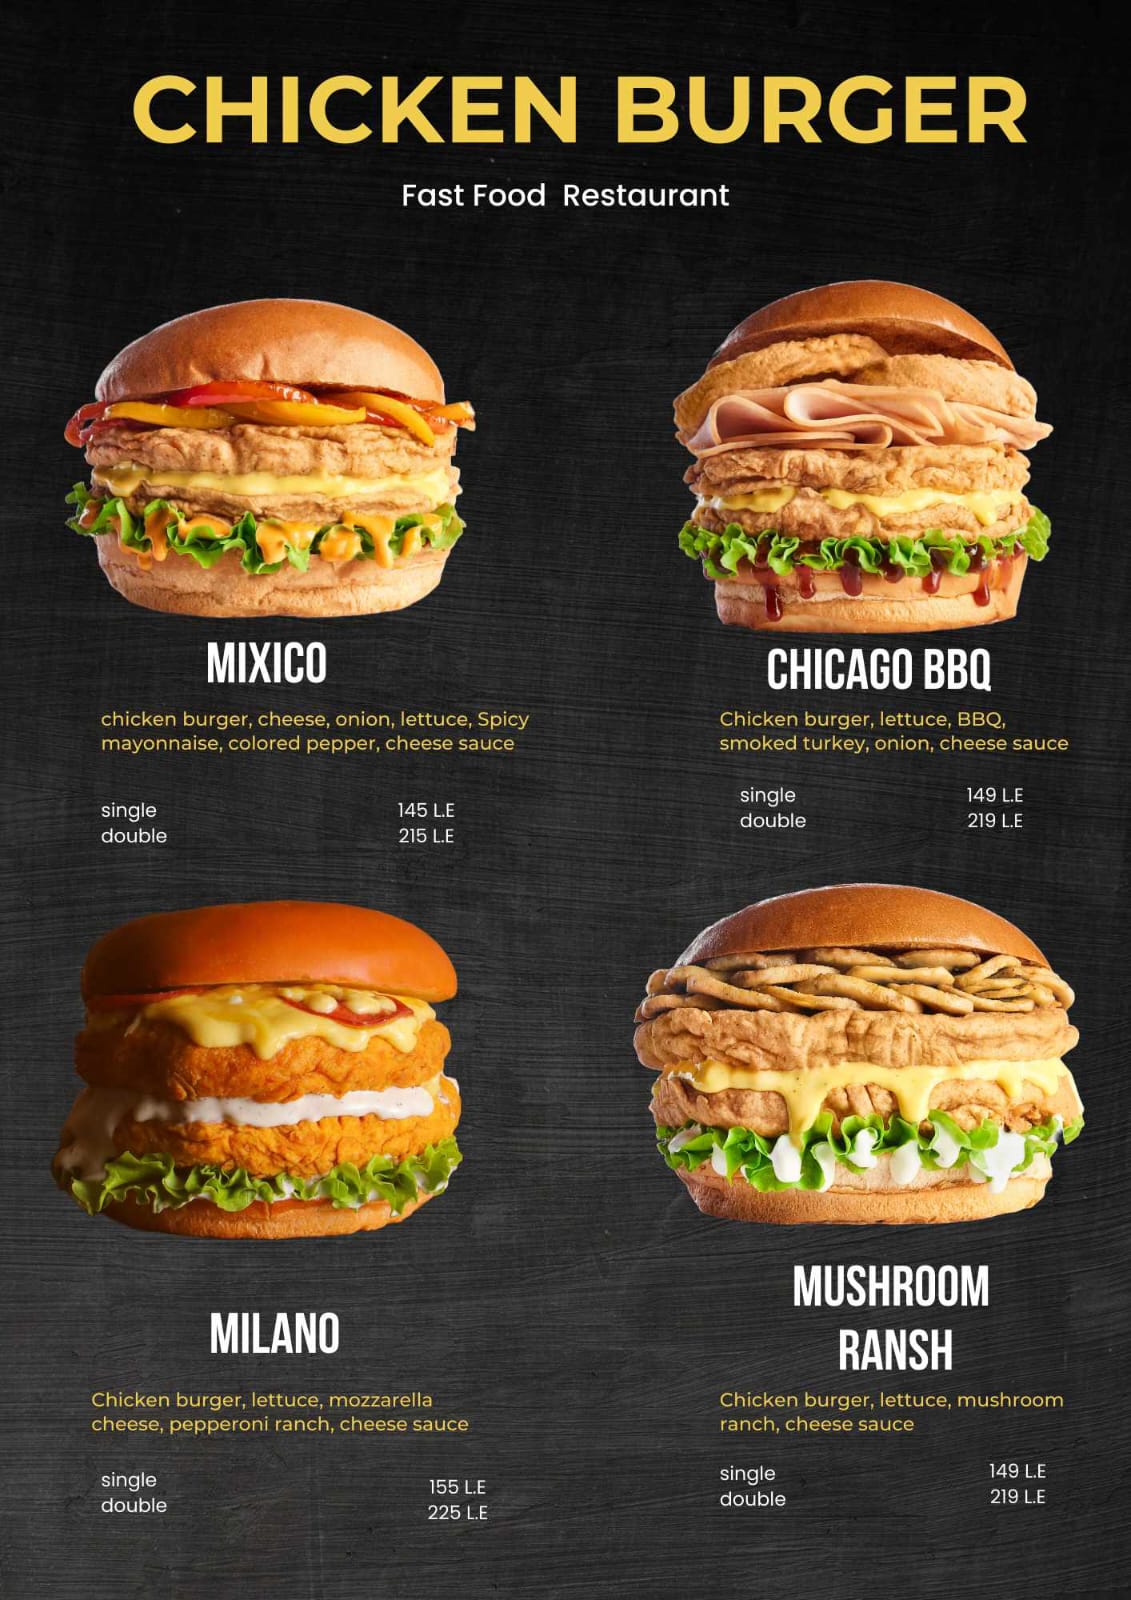 CHICKEN BURGER
Fast Food Restaurant
MIXICO
chicken burger, cheese, onion, lettuce, Spicy
mayonnaise, colored pepper, cheese sauce
single 145 L.E
double 215 L.E
CHICAGO BBQ
Chicken burger, lettuce, BBQ,
smoked turkey, onion, cheese sauce
single 149 L.E
double 219 L.E
MILANO
Chicken burger, lettuce, mozzarella
cheese, pepperoni ranch, cheese sauce
single 155 L.E
double 225 L.E
MUSHROOM
RANSH
Chicken burger, lettuce, mushroom
ranch, cheese sauce
single 149 L.E
double 219 L.E